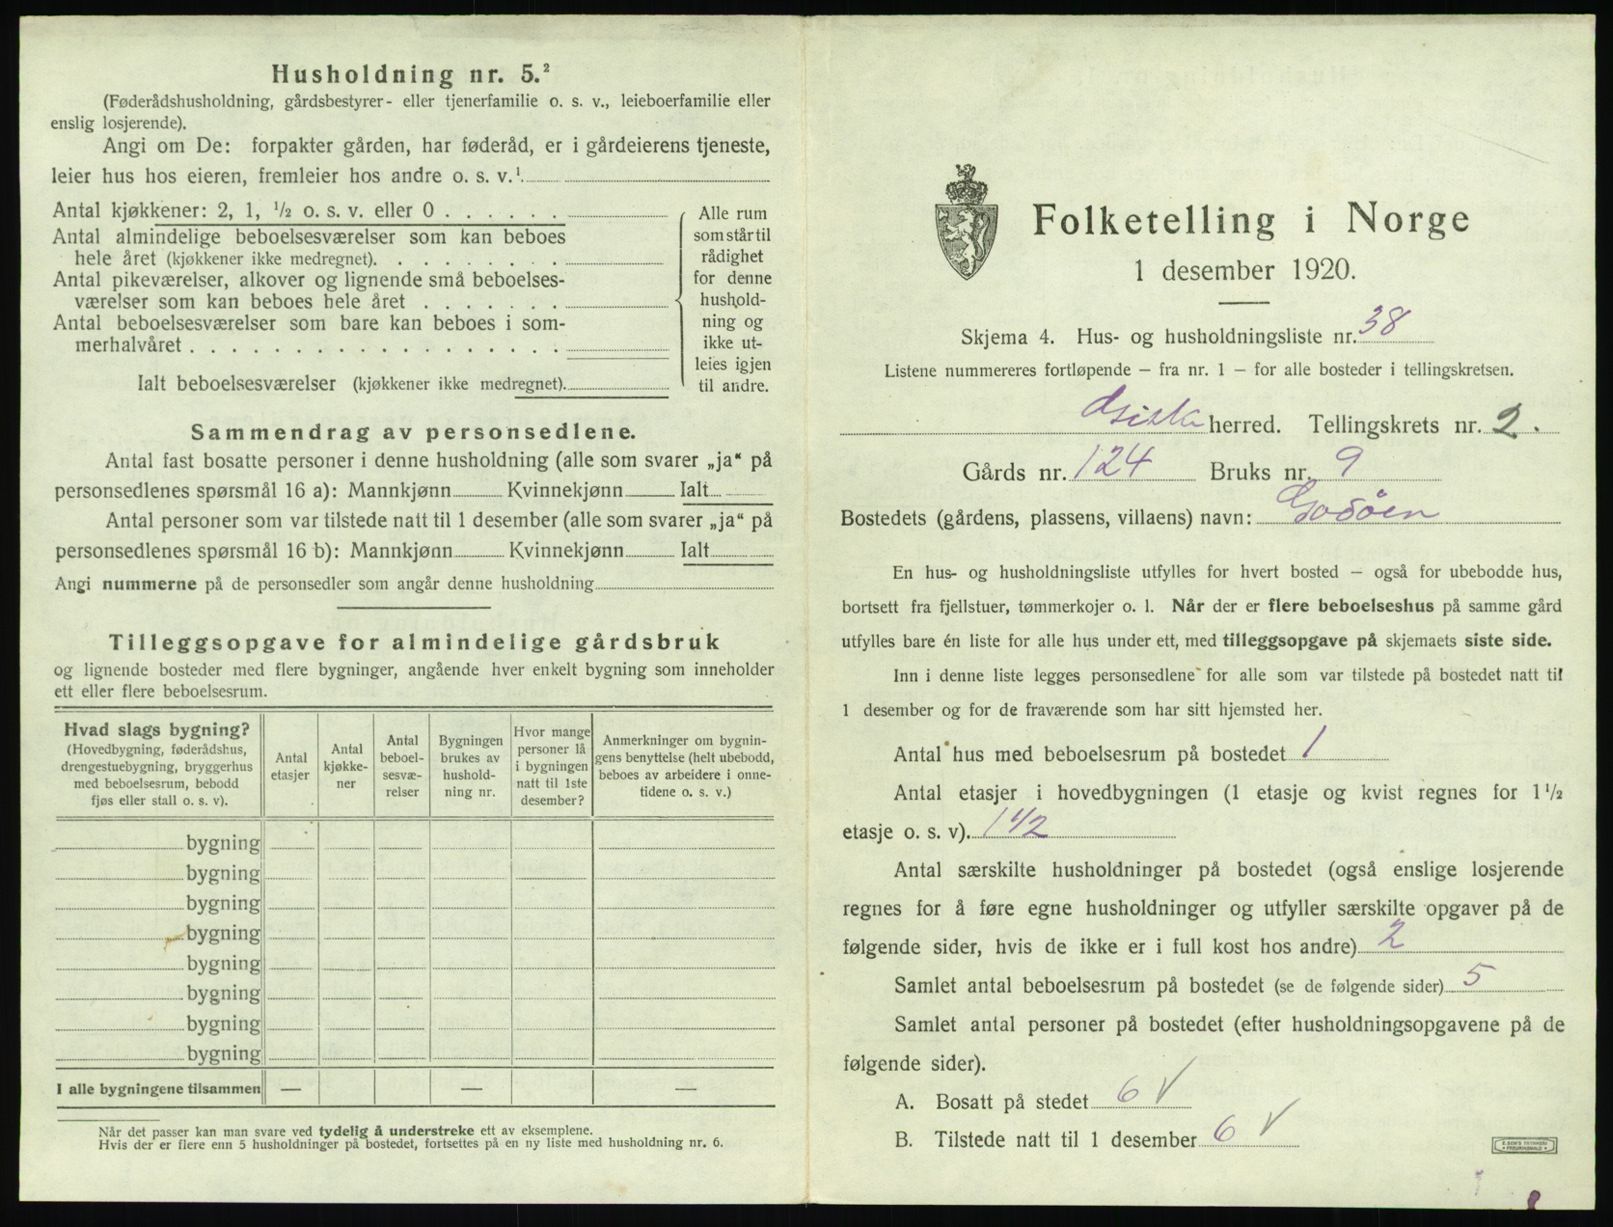 Husholdning nr. 5.²
(Føderådshusholdning, gårdsbestyrer- eller tjenerfamilie o. s. v., leieboerfamilie eller
enslig losjerende).
Angi om De: forpakter gården, har føderåd, er i gårdeierens tjeneste,
leier hus hos eieren, fremleier hos andre o. s. v.¹
Antal kjøkkener: 2, 1, ½ o. s. v. eller 0 . . . . . .
Antal almindelige beboelsesværelser som kan beboes
hele året (kjøkkener ikke medregnet). . . . . . . .
Antal pikeværelser, alkover og lignende små beboelses-
værelser som kan beboes hele året . . . . . . .
Antal beboelsesværelser som bare kan beboes i som-
merhalvåret . . . . . . . . . . . . . . . . . .
Ialt beboelsesværelser (kjøkkener ikke medregnet).
Alle rum
som står til
rådighet
for denne
hushold-
ning og
ikke ut-
leies igjen
til andre.
Sammendrag av personsedlene.
Antal fast bosatte personer i denne husholdning (alle som svarer „ja“ på
personsedlenes spørsmål 16 a): Mannkjønn Kvinnekjønn Ialt
Antal personer som var tilstede natt til 1 desember (alle som svarer „ja“ på
personsedlenes spørsmål 16 b): Mannkjønn Kvinnekjønn Ialt
Angi nummerne på de personsedler som angår denne husholdning
Tilleggsopgave for almindelige gårdsbruk
og lignende bosteder med flere bygninger, angående hver enkelt bygning som inneholder
ett eller flere beboelsesrum.
Hvad slags bygning?
(Hovedbygning, føderådshus,
drengestuebygning, bryggerhus
med beboelsesrum, bebodd
fjøs eller stall o. s. v).
Antal
etasjer
Antal
kjøkke-
ner
Antal
beboel-
sesvæ-
relser
Bygningen
brukes av
hushold-
ning nr.
Hvor mange
personer lå
i bygningen
natt til 1ste
desember?
Anmerkninger om bygnin-
gens benyttelse (helt ubebodd,
beboes av arbeidere i onne-
tidene o. s. v.)
bygning
bygning
bygning
bygning
bygning
bygning
bygning
bygning
I alle bygningene tilsammen — — —
Når det passer kan man svare ved tydelig å understreke ett av eksemplene.
Hvis der er flere enn 5 husholdninger på bostedet, fortsettes på en ny liste med husholdning nr. 6.
Folketelling i Norge
1 desember 1920.
Skjema 4. Hus- og husholdningsliste nr. 38
Listene nummereres fortløpende — fra nr. 1 — for alle bosteder i tellingskretsen.
Giske herred. Tellingskrets nr. 2.
Gårds nr. 124 Bruks nr. 9
Bostedets (gårdens, plassens, villaens) navn: Godøen
En hus- og husholdningsliste utfylles for hvert bosted — også for ubebodde hus,
bortsett fra fjellstuer, tømmerkojer o. l. Når der er flere beboelseshus på samme gård
utfylles bare én liste for alle hus under ett, med tilleggsopgave på skjemaets siste side.
Inn i denne liste legges personsedlene for alle som var tilstede på bostedet natt til
1 desember og for de fraværende som har sitt hjemsted her.
Antal hus med beboelsesrum på bostedet 1
Antal etasjer i hovedbygningen (1 etasje og kvist regnes for 1½
etasje o. s. v). 1 1/2
Antal særskilte husholdninger på bostedet (også enslige losjerende
regnes for å føre egne husholdninger og utfyller særskilte opgaver på de
følgende sider, hvis de ikke er i full kost hos andre) 2
Samlet antal beboelsesrum på bostedet (se de følgende sider) 5
Samlet antal personer på bostedet (efter husholdningsopgavene på de
følgende sider).
A. Bosatt på stedet 6 V
B. Tilstede natt til 1 desember 6 V